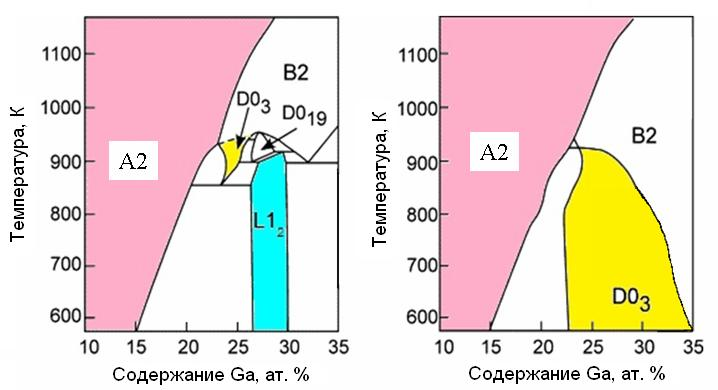 Температура, К
1100
1000
900
800
700
600
A2
B2
D0₃
D0₁₉
L1₂
10 15 20 25 30 35
Содержание Ga, ат. %
Температура, К
1100
1000
900
800
700
600
A2
B2
D0₃
10 15 20 25 30 35
Содержание Ga, ат. %